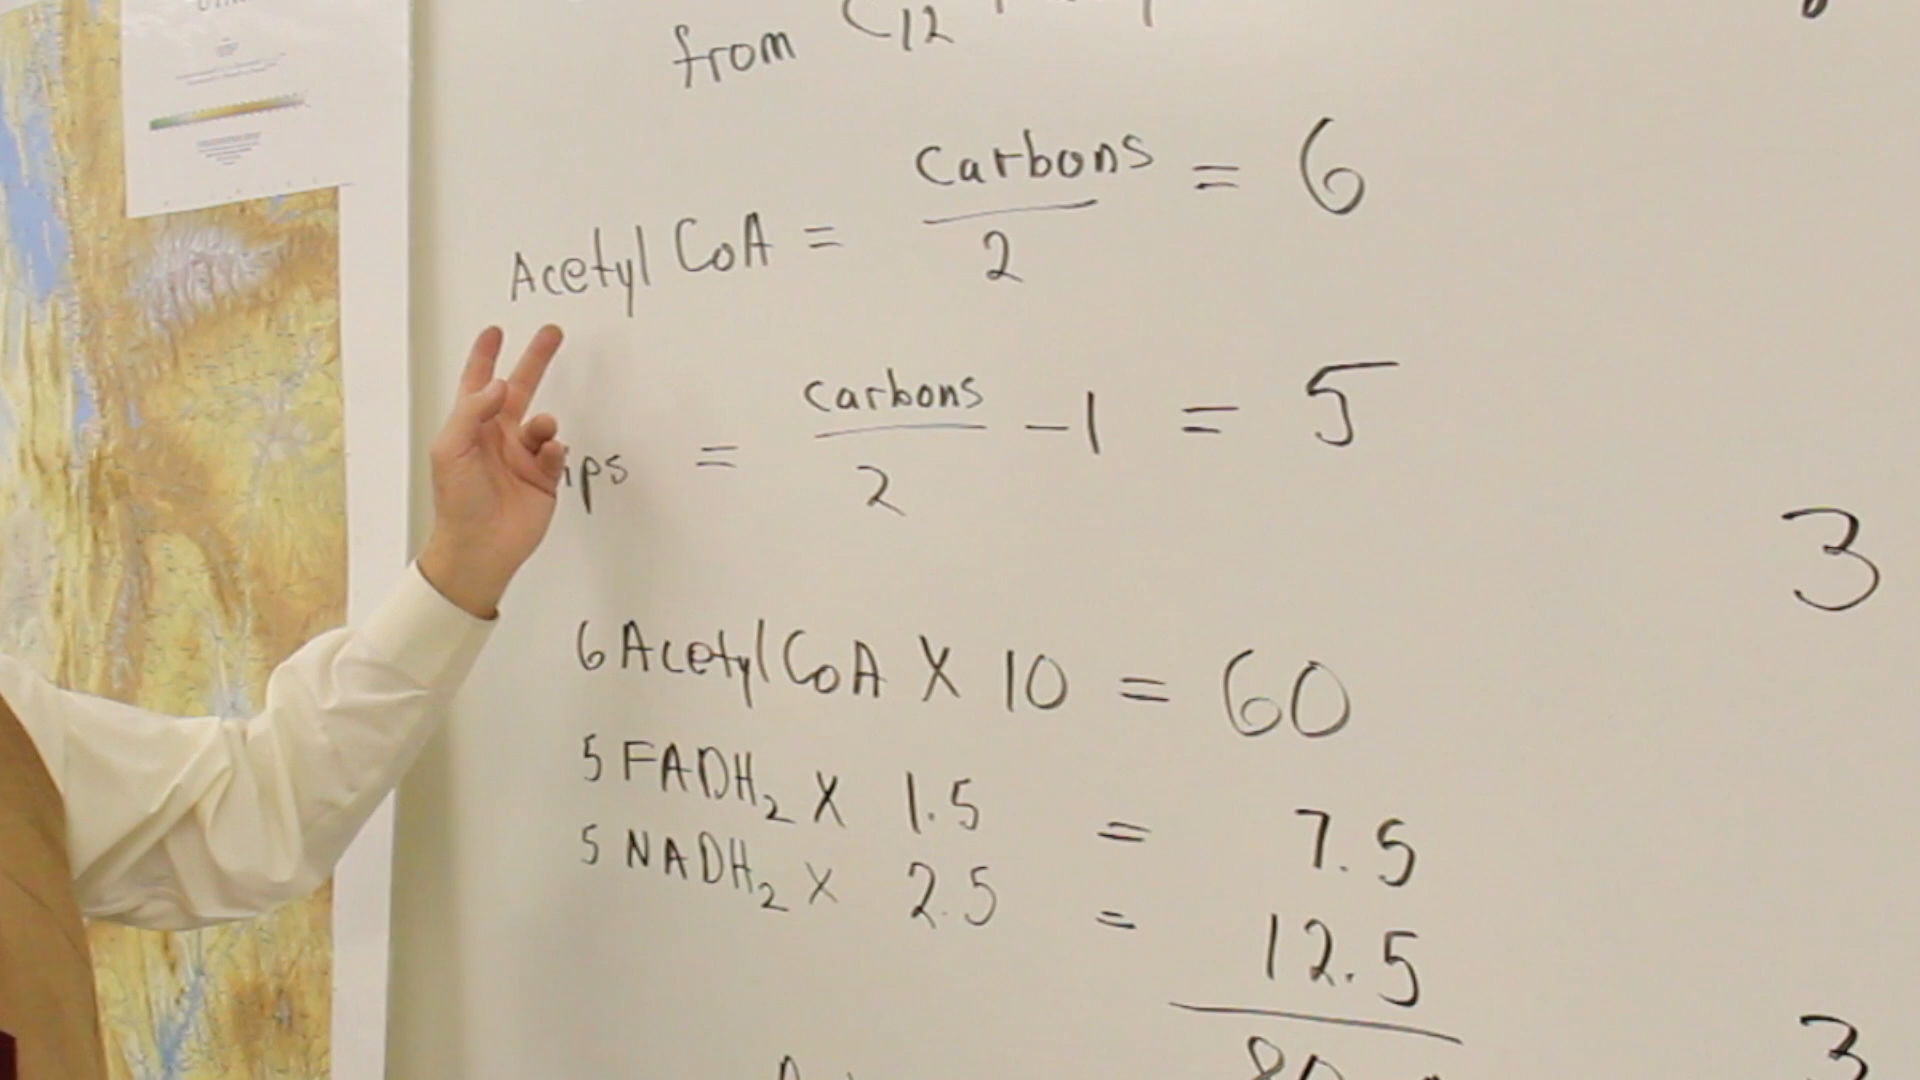 from C12
Acetyl CoA = carbons / 2 = 6
ips = carbons / 2 - 1 = 5
3
6 Acetyl CoA X 10 = 60
5 FADH2 X 1.5 = 7.5
5 NADH2 X 2.5 = 12.5
3